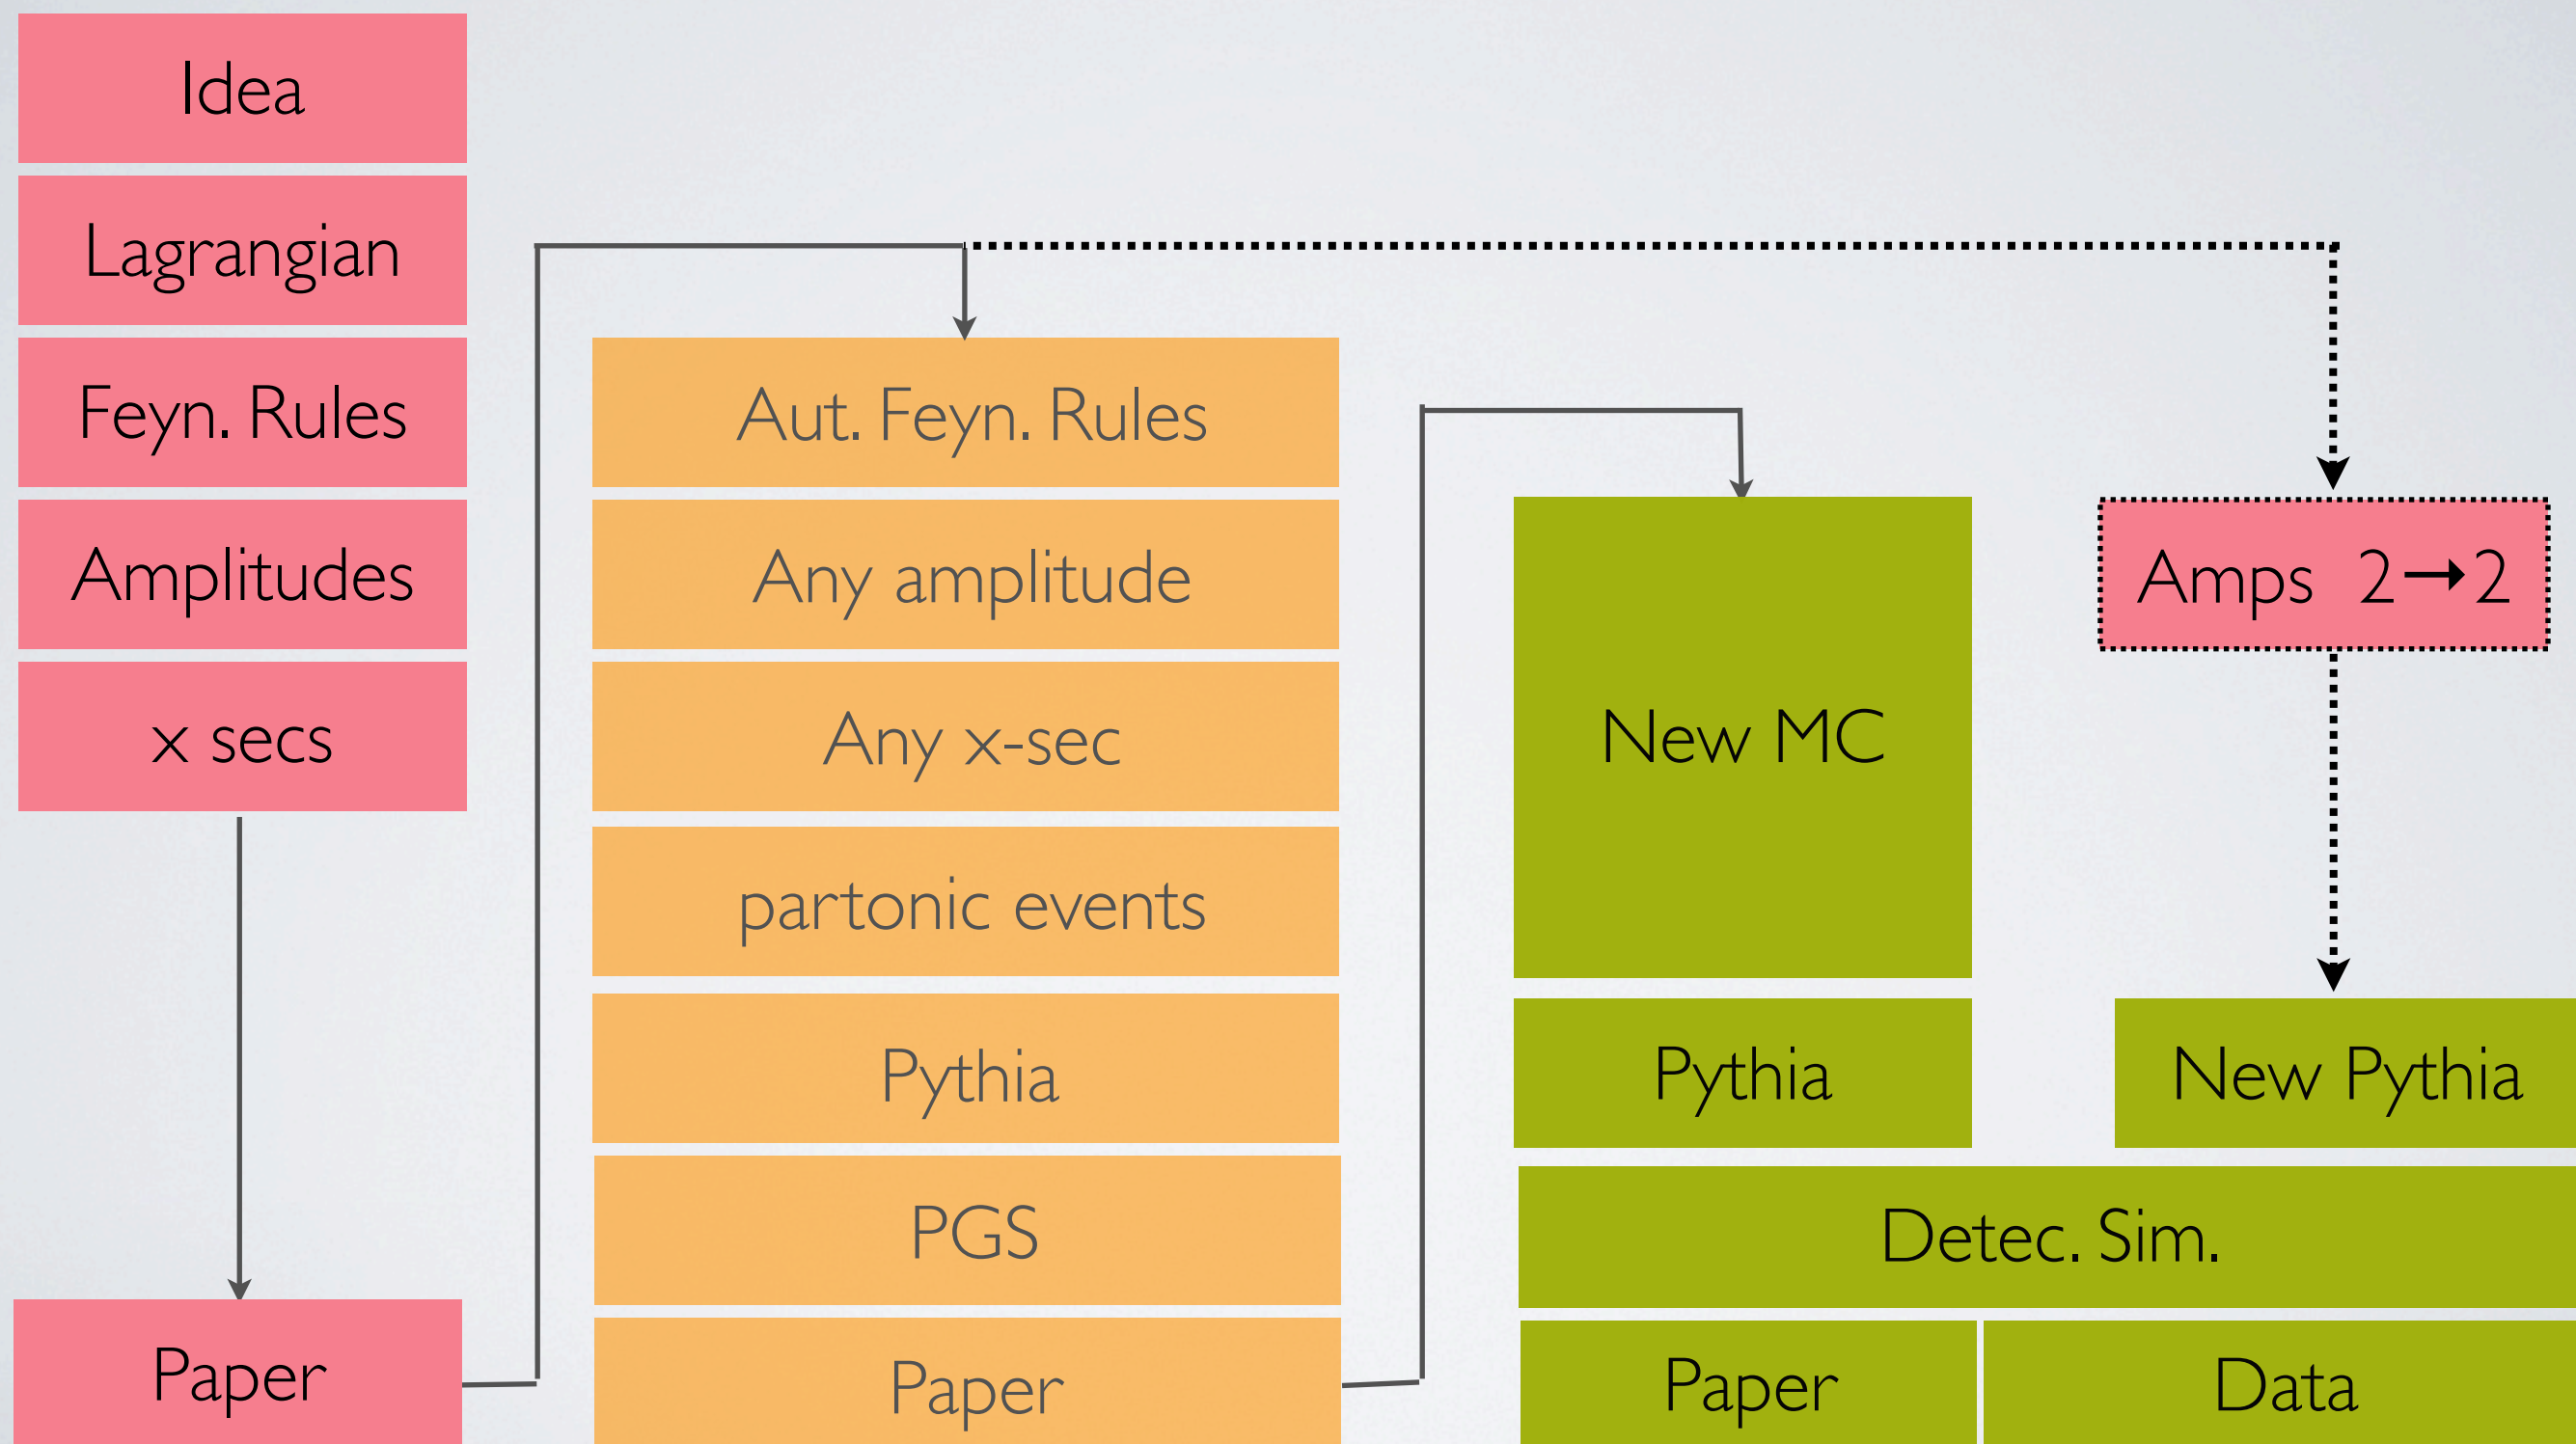 Idea
Lagrangian
Feyn. Rules
Amplitudes
x secs
Paper
Aut. Feyn. Rules
Any amplitude
Any x-sec
partonic events
Pythia
PGS
Paper
New MC
Pythia
Amps 2→2
New Pythia
Detec. Sim.
Paper
Data